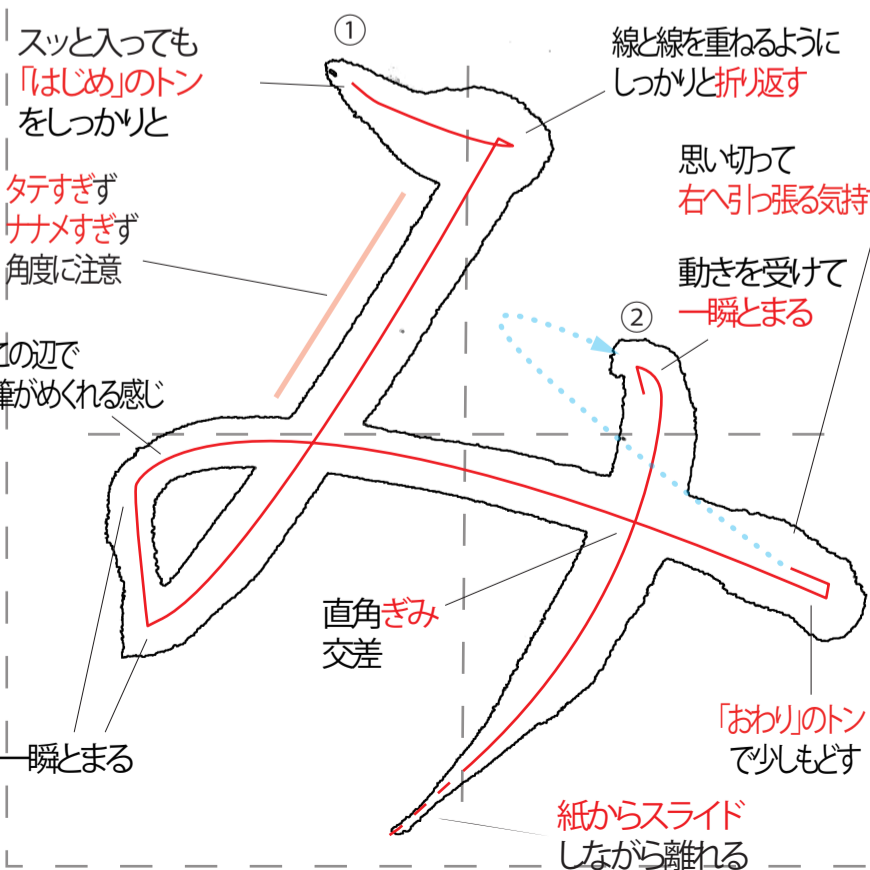 ①
スッと入っても
「はじめ」のトン
をしっかりと
線と線を重ねるように
しっかりと折り返す
タテすぎず
ナナメすぎず
角度に注意
思い切って
右へ引っ張る気持
動きを受けて
一瞬とまる
②
この辺で
筆がめくれる感じ
直角ぎみ
交差
一瞬とまる
「おわり」のトン
で少しもどす
紙からスライド
しながら離れる